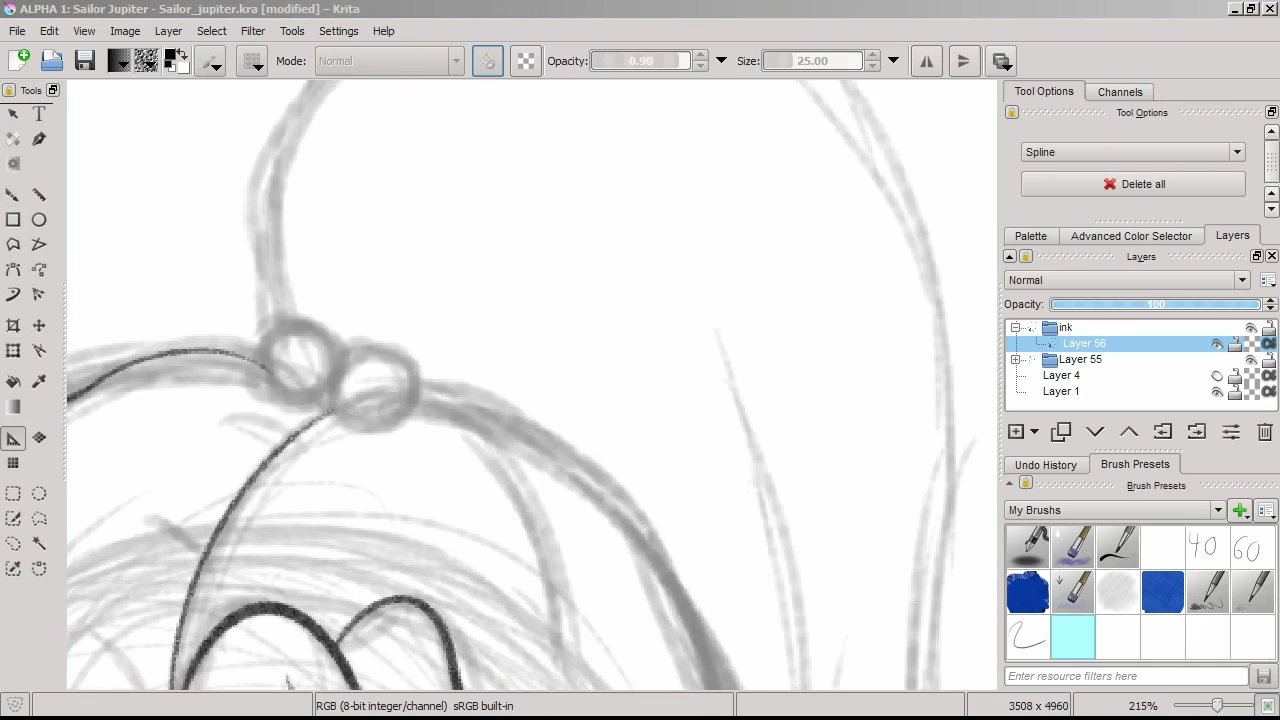 ALPHA 1: Sailor Jupiter - Sailor_jupiter.kra [modified] – Krita
File Edit View Image Layer Select Filter Tools Settings Help
Mode: Normal Opacity: 0.90 Size: 25.00
Tools
Tool Options Channels
Tool Options
Spline
Delete all
Palette Advanced Color Selector Layers
Layers
Normal
Opacity: 100
ink
Layer 56
Layer 55
Layer 4
Layer 1
Undo History Brush Presets
Brush Presets
My Brushes
40 60
Enter resource filters here
RGB (8-bit integer/channel) sRGB built-in 3508 x 4960 215%